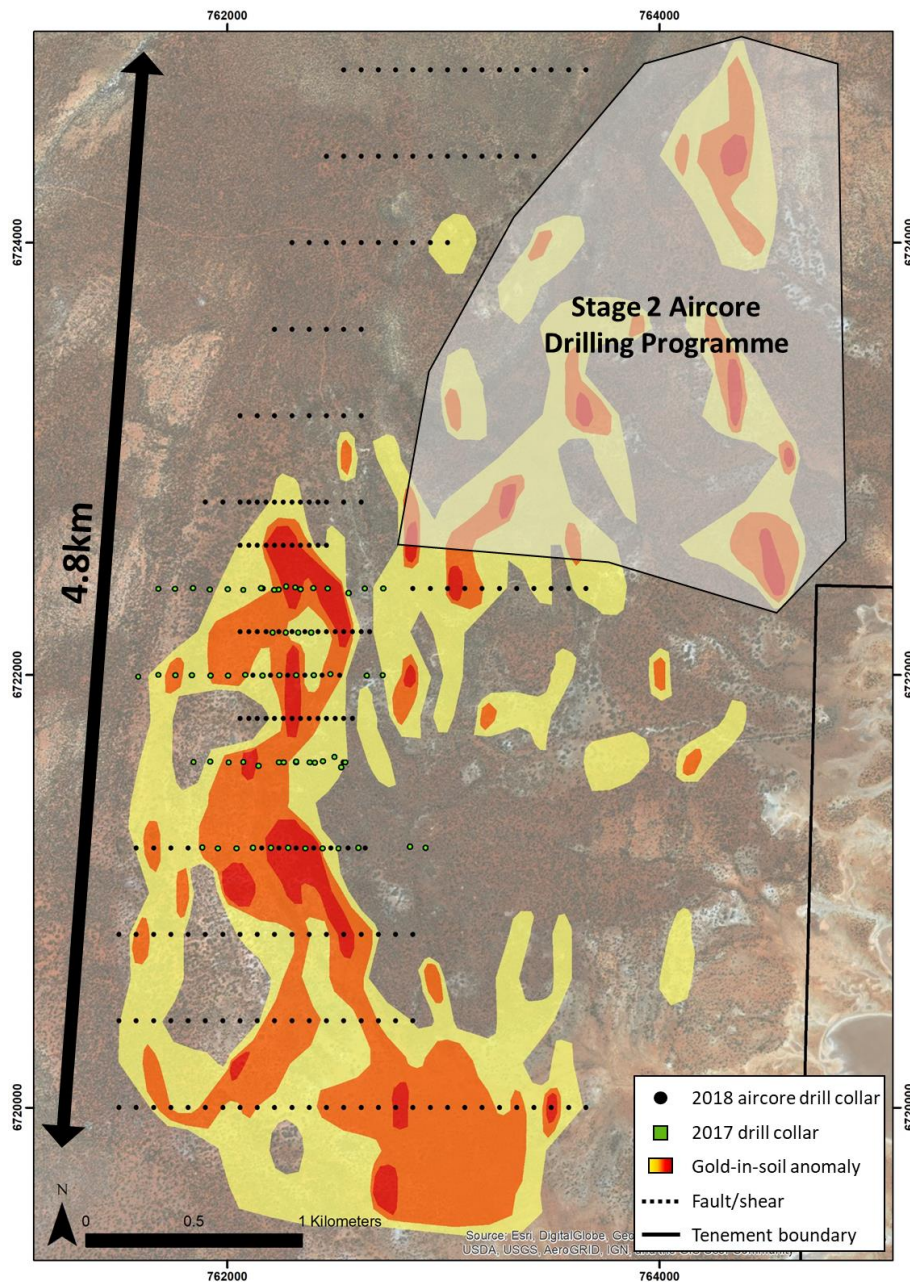 762000
764000
6724000
6724000
Stage 2 Aircore
Drilling Programme
4.8km
6722000
6722000
6720000
2018 aircore drill collar
2017 drill collar
Gold-in-soil anomaly
Fault/shear
Tenement boundary
N
0 0.5 1 Kilometers
Source: Esri, DigitalGlobe,
USDA, USGS, AeroGRID, IGN,
762000
764000